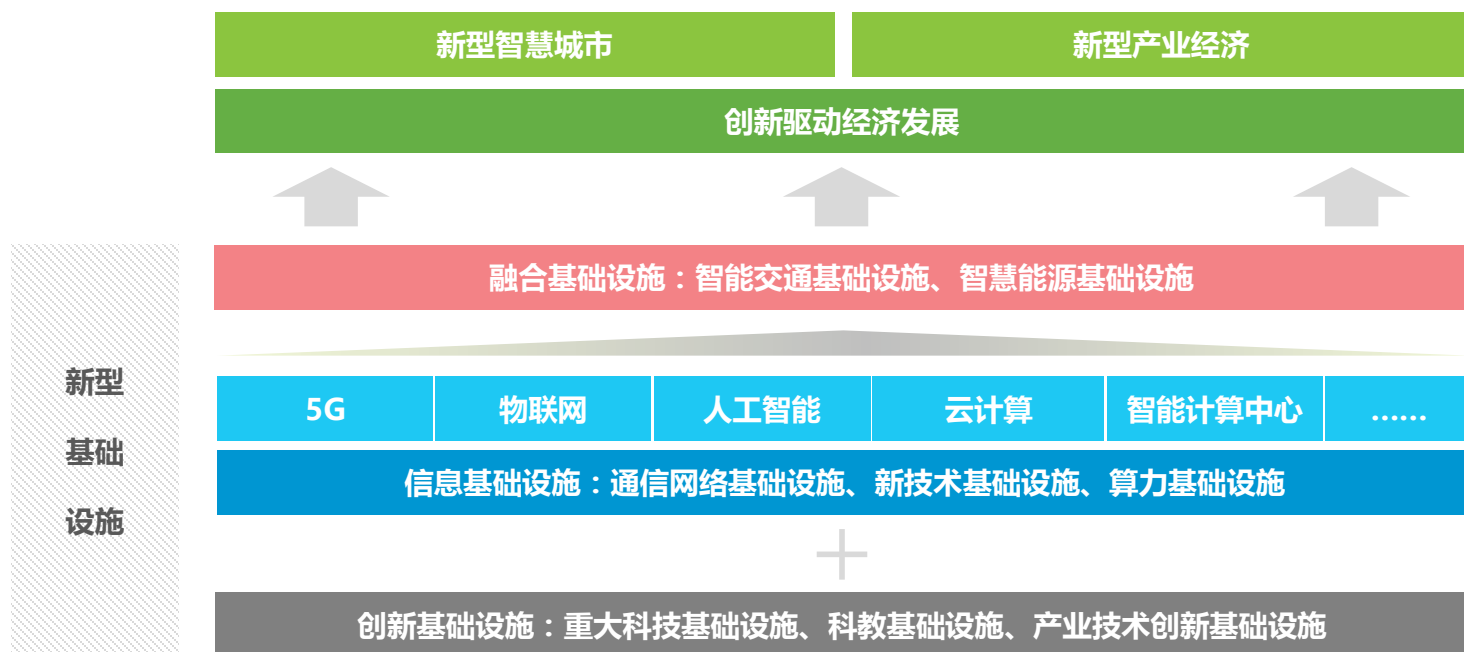 新型智慧城市
新型产业经济
创新驱动经济发展
融合基础设施：智能交通基础设施、智慧能源基础设施
新型
基础
设施
5G
物联网
人工智能
云计算
智能计算中心
……
信息基础设施：通信网络基础设施、新技术基础设施、算力基础设施
创新基础设施：重大科技基础设施、科教基础设施、产业技术创新基础设施